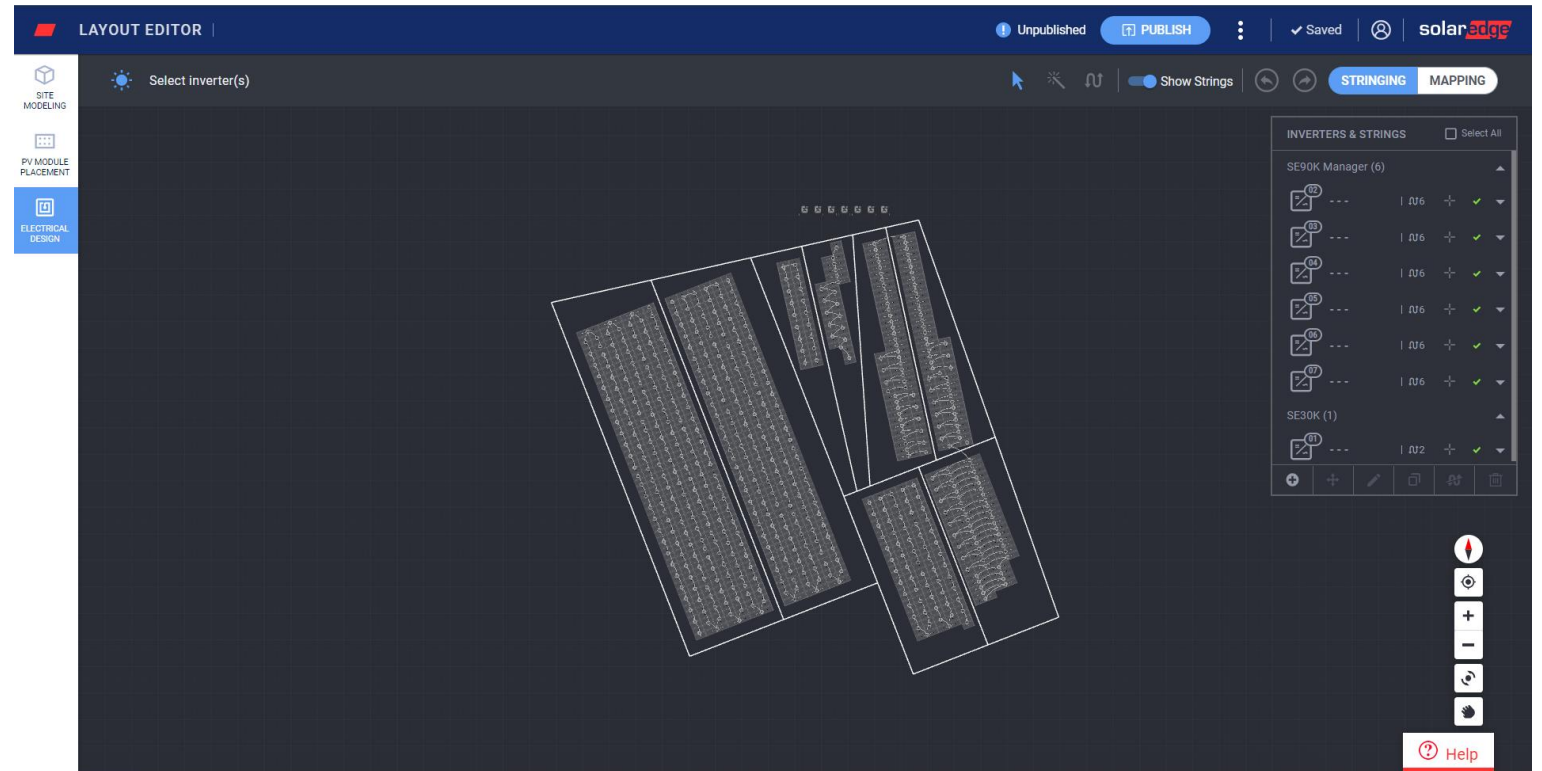 LAYOUT EDITOR
Unpublished
PUBLISH
Saved
solaredge
SITE
MODELING
PV MODULE
PLACEMENT
ELECTRICAL
DESIGN
Select inverter(s)
Show Strings
STRINGING
MAPPING
INVERTERS & STRINGS
Select All
SE90K Manager (6)
02 - - - 6
03 - - - 6
04 - - - 6
05 - - - 6
06 - - - 6
07 - - - 6
SE30K (1)
01 - - - 2
Help